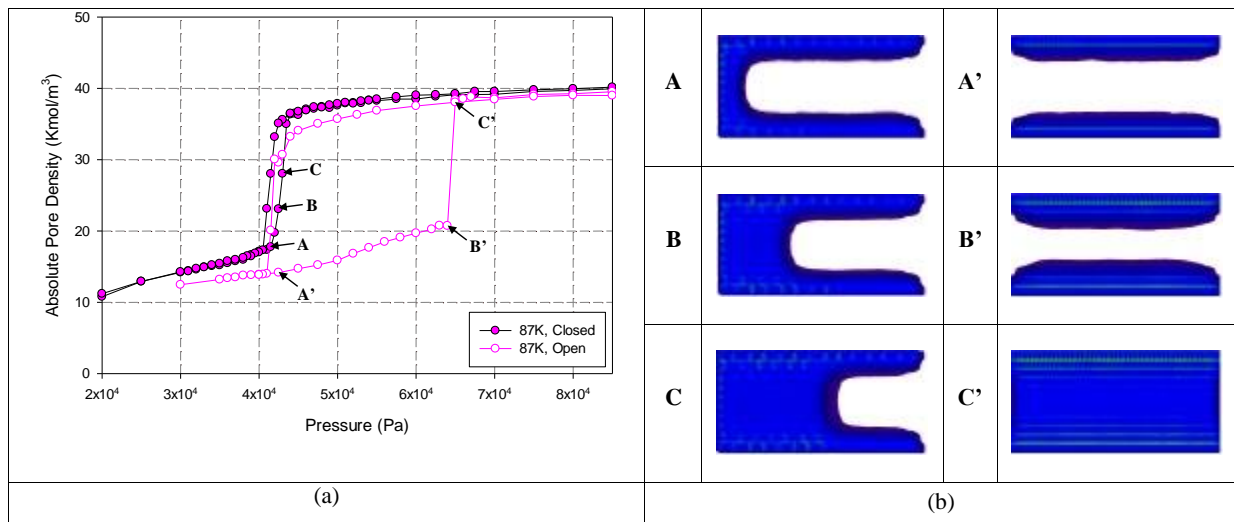 Absolute Pore Density (Kmol/m³)
50
40
30
20
10
0
C'
C
B
A
B'
A'
87K, Closed
87K, Open
2x10⁴ 3x10⁴ 4x10⁴ 5x10⁴ 6x10⁴ 7x10⁴ 8x10⁴
Pressure (Pa)
(a)
A A’
B B’
C C’
(b)